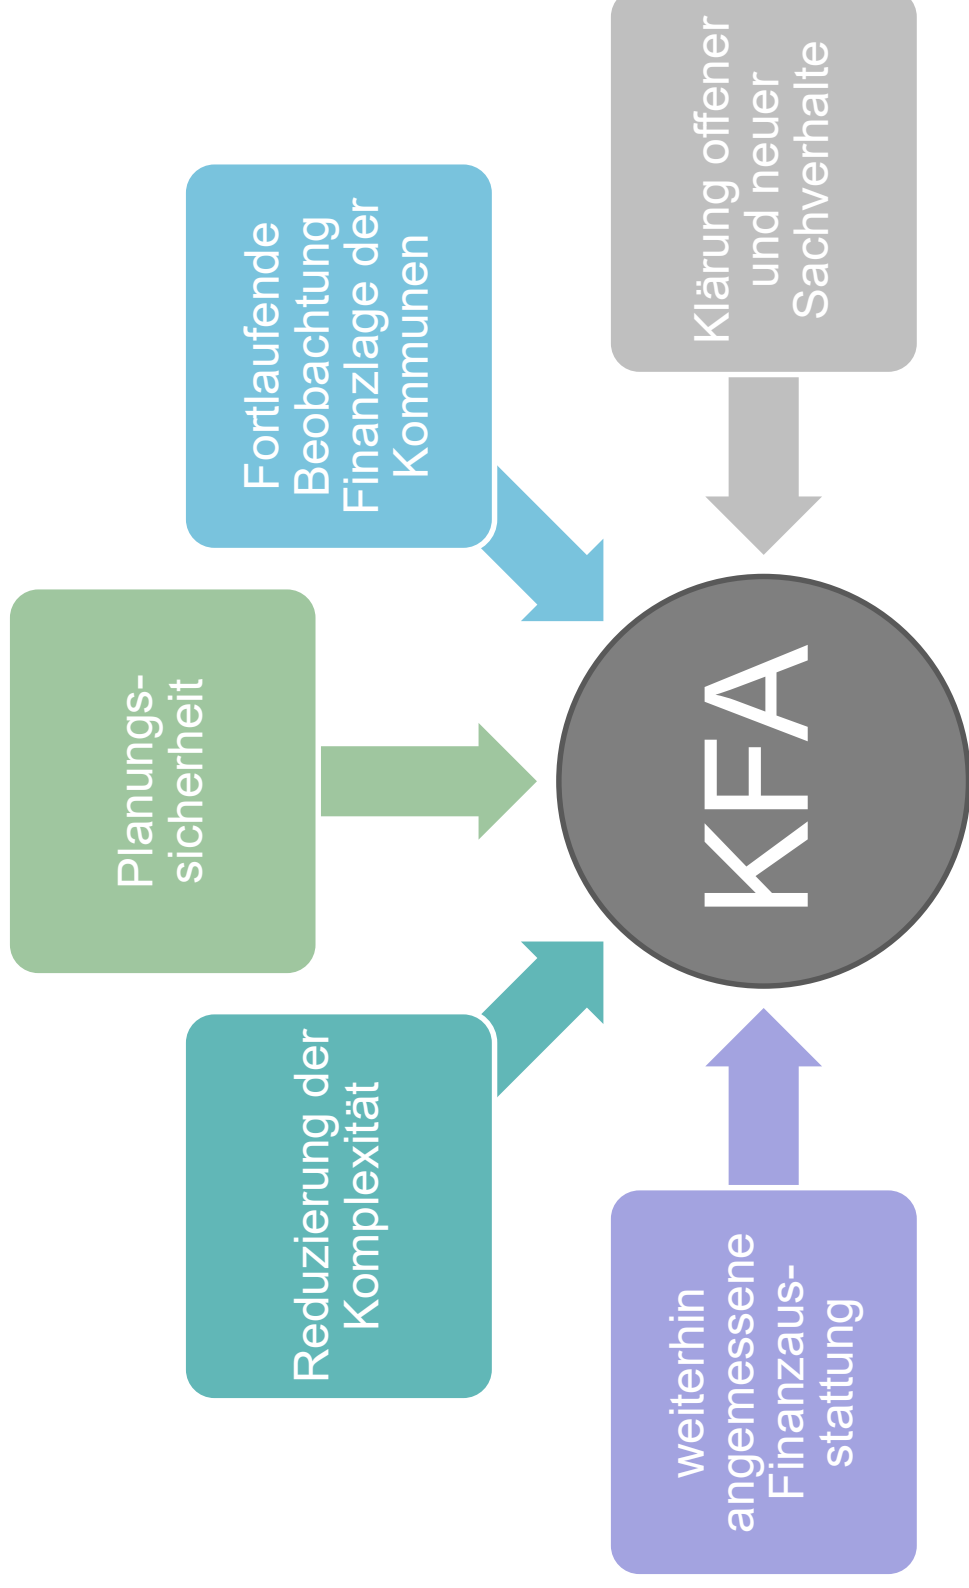 weiterhin
angemessene
Finanzaus-
stattung
Reduzierung der
Komplexität
Planungs-
sicherheit
Fortlaufende
Beobachtung
Finanzlage der
Kommunen
Klärung offener
und neuer
Sachverhalte
KFA